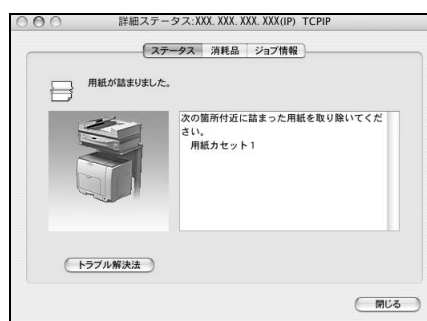 詳細ステータス:XXX. XXX. XXX. XXX(IP) TCPIP
ステータス 消耗品 ジョブ情報
用紙が詰まりました。
次の箇所付近に詰まった用紙を取り除いてくだ
さい。
用紙カセット1
トラブル解決法
閉じる